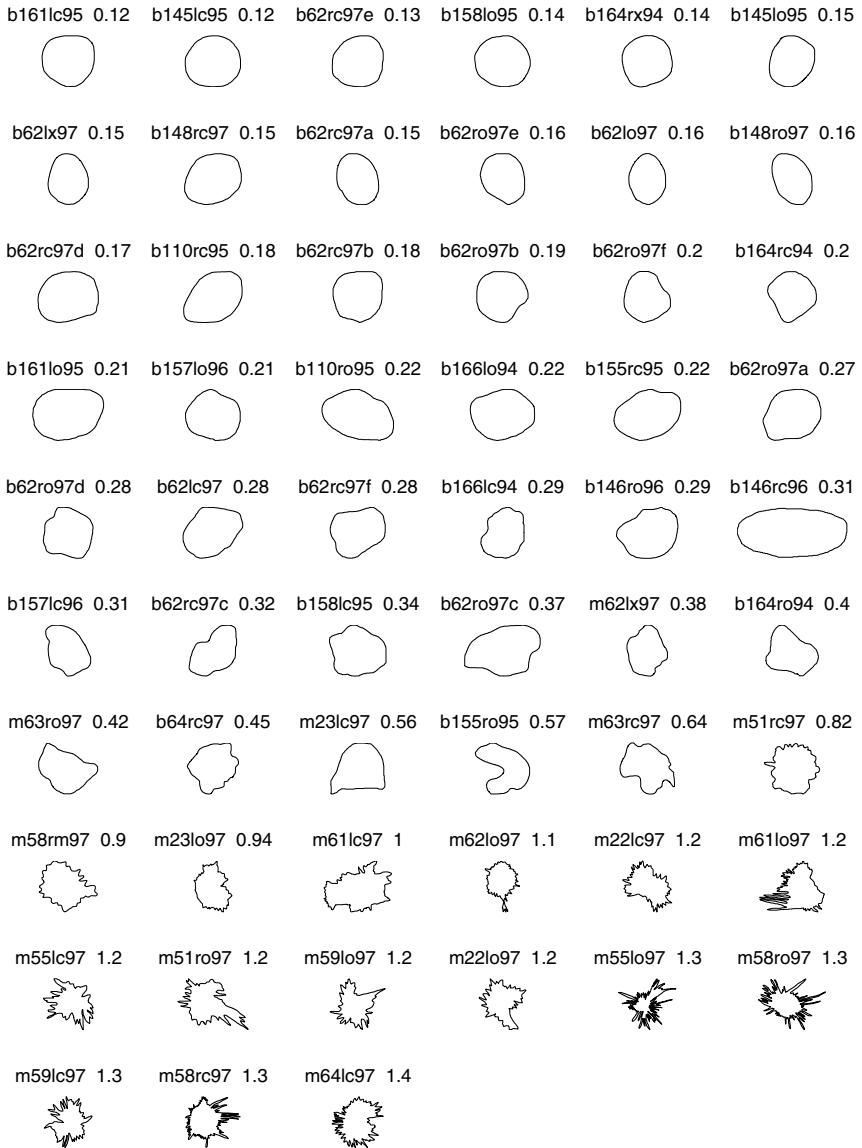 b161lc95 0.12 b145lc95 0.12 b62rc97e 0.13 b158lo95 0.14 b164rx94 0.14 b145lo95 0.15
b62lx97 0.15 b148rc97 0.15 b62rc97a 0.15 b62ro97e 0.16 b62lo97 0.16 b148ro97 0.16
b62rc97d 0.17 b110rc95 0.18 b62rc97b 0.18 b62ro97b 0.19 b62ro97f 0.2 b164rc94 0.2
b161lo95 0.21 b157lo96 0.21 b110ro95 0.22 b166lo94 0.22 b155rc95 0.22 b62ro97a 0.27
b62ro97d 0.28 b62lc97 0.28 b62rc97f 0.28 b166lc94 0.29 b146ro96 0.29 b146rc96 0.31
b157lc96 0.31 b62rc97c 0.32 b158lc95 0.34 b62ro97c 0.37 m62lx97 0.38 b164ro94 0.4
m63ro97 0.42 b64rc97 0.45 m23lc97 0.56 b155ro95 0.57 m63rc97 0.64 m51rc97 0.82
m58rm97 0.9 m23lo97 0.94 m61lc97 1 m62lo97 1.1 m22lc97 1.2 m61lo97 1.2
m55lc97 1.2 m51ro97 1.2 m59lo97 1.2 m22lo97 1.2 m55lo97 1.3 m58ro97 1.3
m59lc97 1.3 m58rc97 1.3 m64lc97 1.4